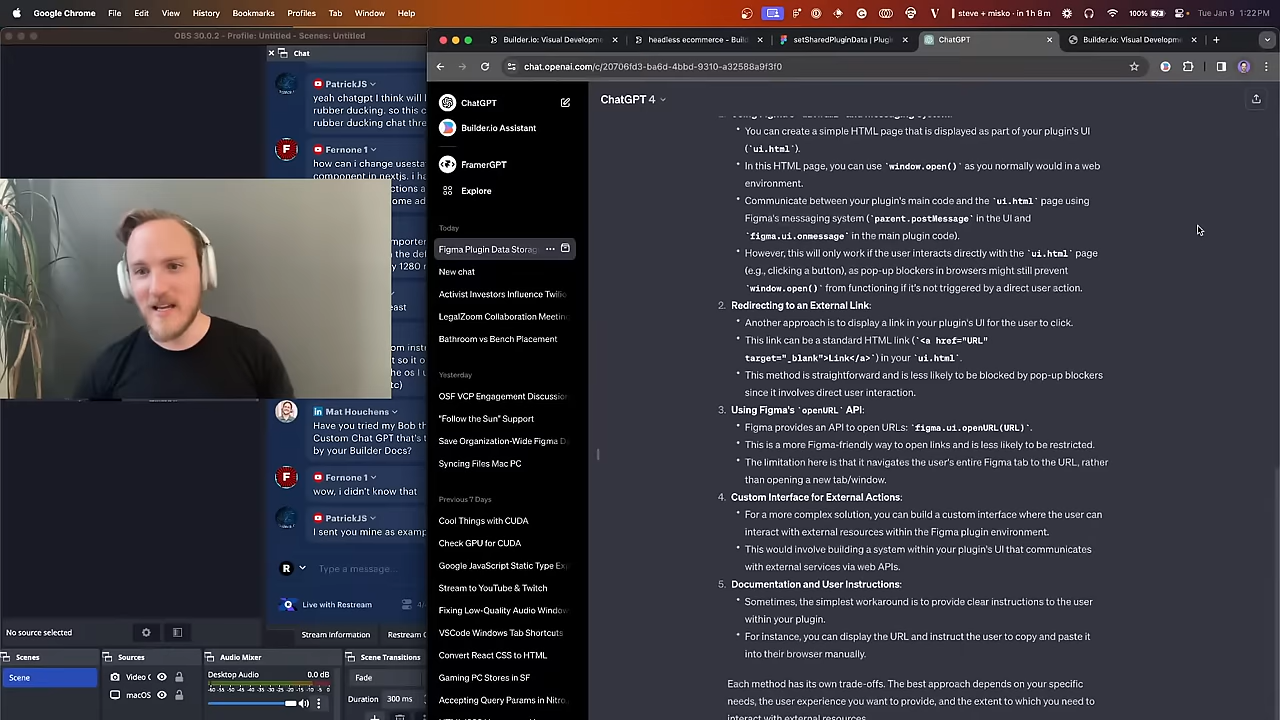 Google Chrome File Edit View History Bookmarks Profiles Tab Window Help
steve + misko · in 1 h 8 m
100%
Tue Jan 9 1:22 PM
OBS 30.0.2 - Profile: Untitled - Scenes: Untitled
Chat
PatrickJS
yeah chatgpt I think will
rubber ducking. so this c
rubber ducking chat thre
Fernone 1
how can i change usesta
component in nextjs. i ha
Mat Houchens
Have you tried my Bob th
Custom Chat GPT that's t
by your Builder Docs?
Fernone 1
wow, i didn't know that
PatrickJS
I sent you mine as examp
R
Type a message...
Live with Restream
No source selected
Stream information
Restream C
Scenes
Scene
Sources
Video C
macOS
Audio Mixer
Desktop Audio
0.0 dB
Scene Transitions
Fade
Duration
300 ms
Builder.io: Visual Developme
headless ecommerce - Build
setSharedPluginData | Plugi
ChatGPT
Builder.io: Visual Developme
chat.openai.com/c/20706fd3-ba6d-4bbd-9310-a32588a9f3f0
ChatGPT
Builder.io Assistant
FramerGPT
Explore
Today
Figma Plugin Data Storag
New chat
Activist Investors Influence Twilio
LegalZoom Collaboration Meetin
Bathroom vs Bench Placement
Yesterday
OSF VCP Engagement Discussion
"Follow the Sun" Support
Save Organization-Wide Figma D
Syncing Files Mac PC
Previous 7 Days
Cool Things with CUDA
Check GPU for CUDA
Google JavaScript Static Type Exp
Stream to YouTube & Twitch
Fixing Low-Quality Audio Window
VSCode Windows Tab Shortcuts
Convert React CSS to HTML
Gaming PC Stores in SF
Accepting Query Params in Nitro
ChatGPT 4
• You can create a simple HTML page that is displayed as part of your plugin's UI
(`ui.html`).
• In this HTML page, you can use `window.open()` as you normally would in a web
environment.
• Communicate between your plugin's main code and the `ui.html` page using
Figma's messaging system (`parent.postMessage` in the UI and
`figma.ui.onmessage` in the main plugin code).
• However, this will only work if the user interacts directly with the `ui.html` page
(e.g., clicking a button), as pop-up blockers in browsers might still prevent
`window.open()` from functioning if it's not triggered by a direct user action.
2. Redirecting to an External Link:
• Another approach is to display a link in your plugin's UI for the user to click.
• This link can be a standard HTML link (`<a href="URL"
target="_blank">Link</a>`) in your `ui.html`.
• This method is straightforward and is less likely to be blocked by pop-up blockers
since it involves direct user interaction.
3. Using Figma's `openURL` API:
• Figma provides an API to open URLs: `figma.ui.openURL(URL)`.
• This is a more Figma-friendly way to open links and is less likely to be restricted.
• The limitation here is that it navigates the user's entire Figma tab to the URL, rather
than opening a new tab/window.
4. Custom Interface for External Actions:
• For a more complex solution, you can build a custom interface where the user can
interact with external resources within the Figma plugin environment.
• This would involve building a system within your plugin's UI that communicates
with external services via web APIs.
5. Documentation and User Instructions:
• Sometimes, the simplest workaround is to provide clear instructions to the user
within your plugin.
• For instance, you can display the URL and instruct the user to copy and paste it
into their browser manually.
Each method has its own trade-offs. The best approach depends on your specific
needs, the user experience you want to provide, and the extent to which you need to
interact with external resources.